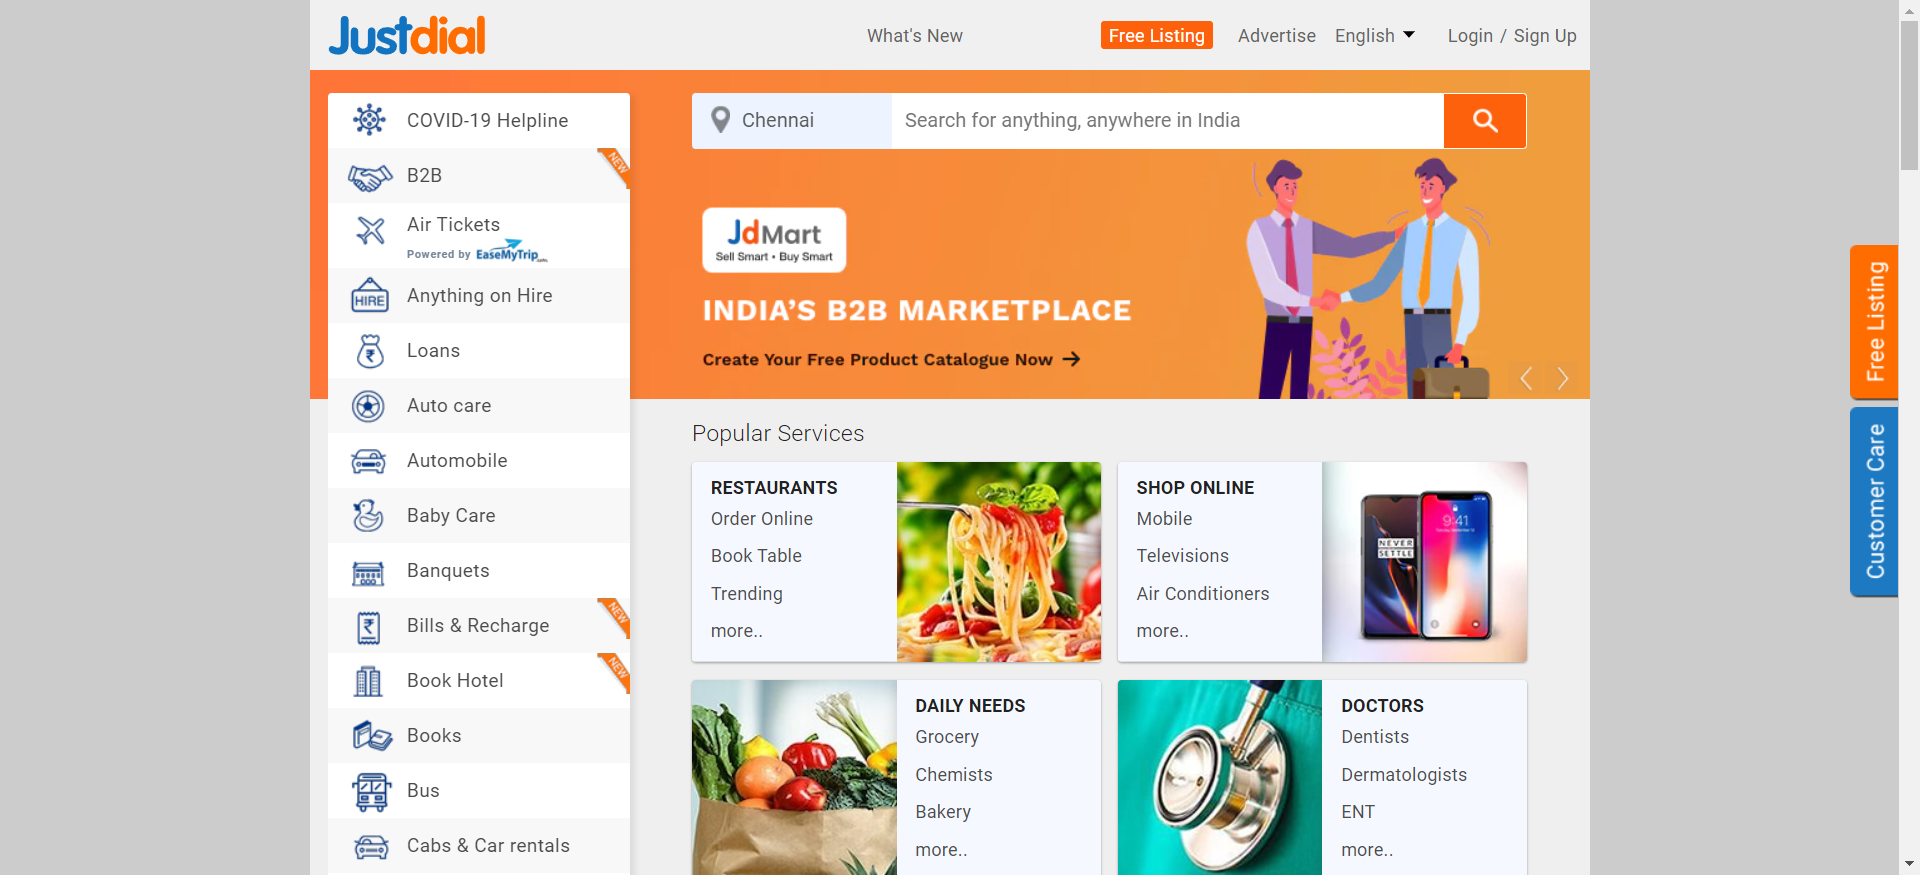 Justdial
What's New
Free Listing
Advertise
English
Login / Sign Up
COVID-19 Helpline
B2B
NEW
Air Tickets
Powered by EaseMyTrip.com
HIRE
Anything on Hire
Loans
Auto care
Automobile
Baby Care
Banquets
Bills & Recharge
NEW
Book Hotel
NEW
Books
Bus
Cabs & Car rentals
Chennai
Search for anything, anywhere in India
JdMart
Sell Smart • Buy Smart
INDIA'S B2B MARKETPLACE
Create Your Free Product Catalogue Now →
Popular Services
RESTAURANTS
Order Online
Book Table
Trending
more..
SHOP ONLINE
Mobile
Televisions
Air Conditioners
more..
NEVER
SETTLE
9:41
DAILY NEEDS
Grocery
Chemists
Bakery
more..
DOCTORS
Dentists
Dermatologists
ENT
more..
Free Listing
Customer Care